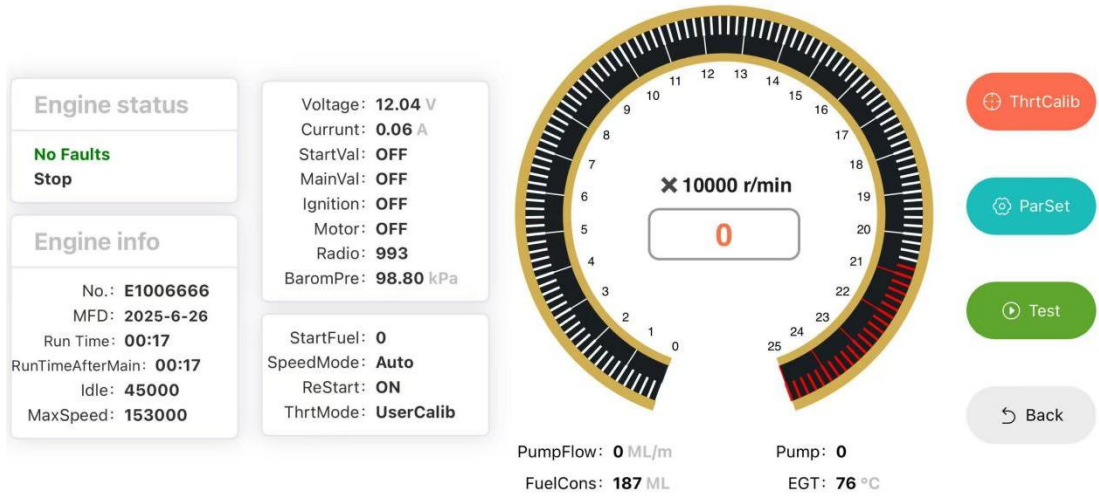 Engine status
No Faults
Stop
Engine info
No.: E1006666
MFD: 2025-6-26
Run Time: 00:17
RunTimeAfterMain: 00:17
Idle: 45000
MaxSpeed: 153000
Voltage: 12.04 V
Currunt: 0.06 A
StartVal: OFF
MainVal: OFF
Ignition: OFF
Motor: OFF
Radio: 993
BaromPre: 98.80 kPa
StartFuel: 0
SpeedMode: Auto
ReStart: ON
ThrtMode: UserCalib
0
1
2
3
4
5
6
7
8
9
10
11
12
13
14
15
16
17
18
19
20
21
22
23
24
25
× 10000 r/min
0
PumpFlow: 0 ML/m
Pump: 0
FuelCons: 187 ML
EGT: 76 °C
ThrtCalib
ParSet
Test
Back